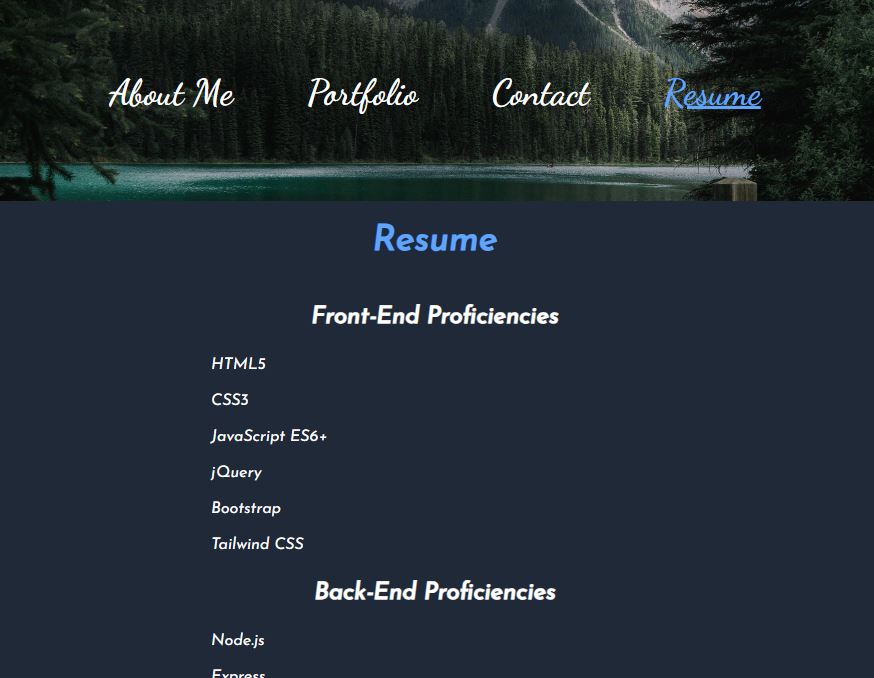 About Me Portfolio Contact Resume
Resume
Front-End Proficiencies
HTML5
CSS3
JavaScript ES6+
jQuery
Bootstrap
Tailwind CSS
Back-End Proficiencies
Node.js
Express